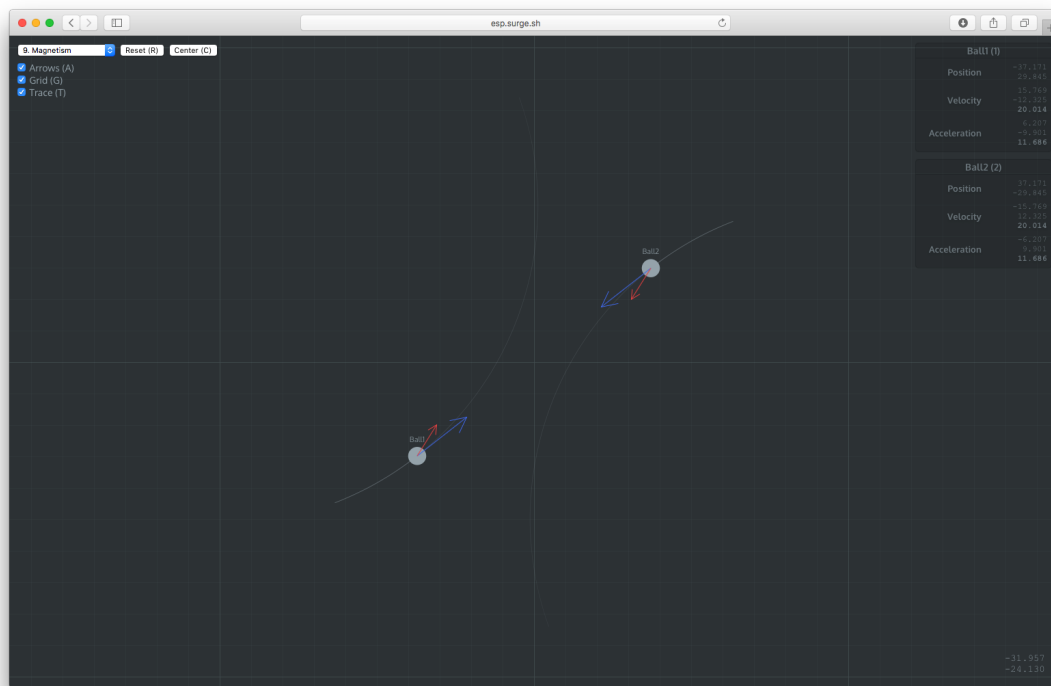 esp.surge.sh
9. Magnetism Reset (R) Center (C)
Arrows (A)
Grid (G)
Trace (T)
Ball1 (1)
Position
-37.171
29.845
Velocity
15.769
-12.325
20.014
Acceleration
6.207
-9.901
11.686
Ball2 (2)
Position
37.171
-29.845
Velocity
-15.769
12.325
20.014
Acceleration
-6.207
9.901
11.686
Ball2
Ball1
-31.957
-24.130